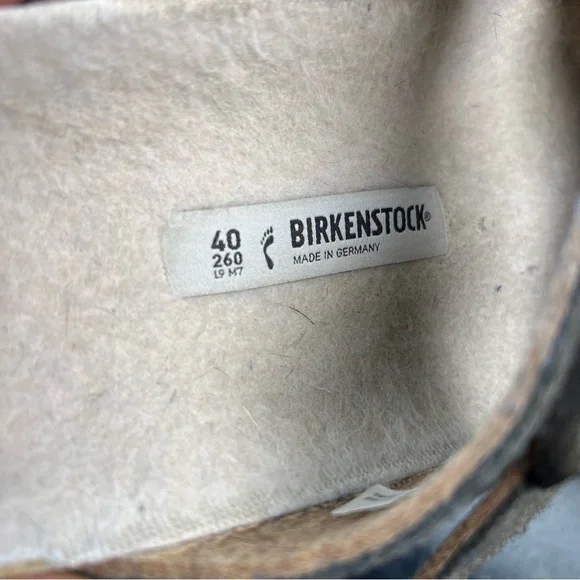 40
260
L9 M7
BIRKENSTOCK®
MADE IN GERMANY